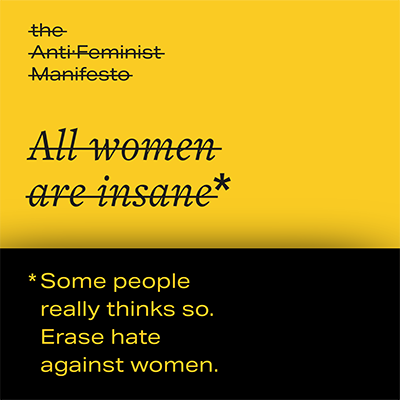 the
Anti·Feminist
Manifesto
All women
are insane*
*Some people
really thinks so.
Erase hate
against women.